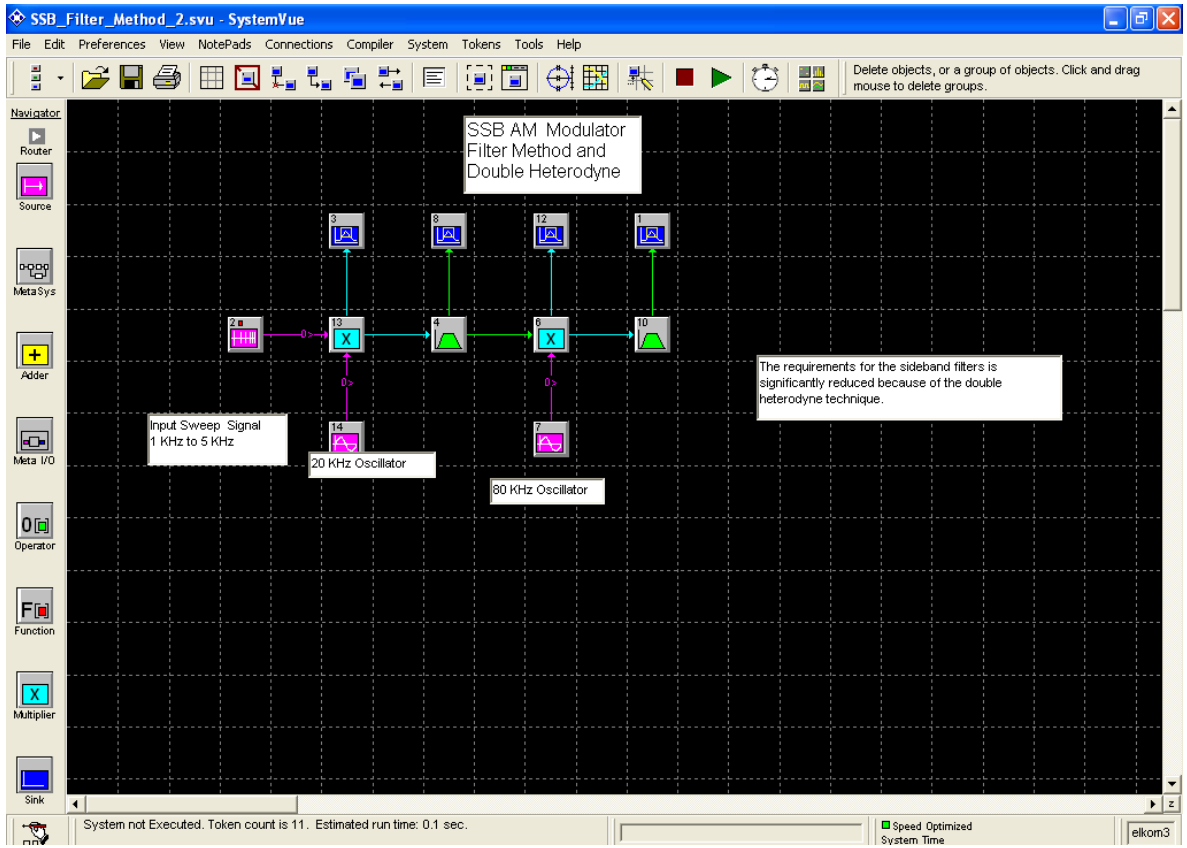 SSB_Filter_Method_2.svu - SystemVue
File Edit Preferences View NotePads Connections Compiler System Tokens Tools Help
Delete objects, or a group of objects. Click and drag
mouse to delete groups.
Navigator
Router
Source
MetaSys
Adder
Meta I/O
Operator
Function
Multiplier
Sink
SSB AM Modulator
Filter Method and
Double Heterodyne
3
8
12
1
2
13
4
6
10
0>
0>
X
X
0>
0>
14
7
Input Sweep Signal
1 KHz to 5 KHz
20 KHz Oscillator
80 KHz Oscillator
The requirements for the sideband filters is
significantly reduced because of the double
heterodyne technique.
System not Executed. Token count is 11. Estimated run time: 0.1 sec.
Speed Optimized
System Time
elkom3
z